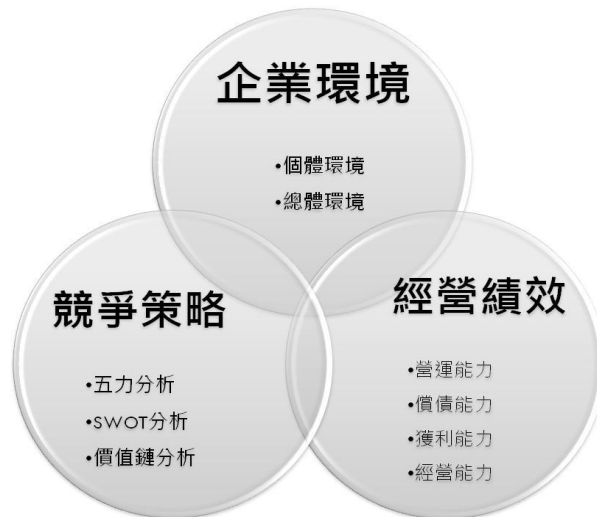 企業環境
•個體環境
•總體環境
競爭策略
•五力分析
•SWOT分析
•價值鏈分析
經營績效
•營運能力
•償債能力
•獲利能力
•經營能力